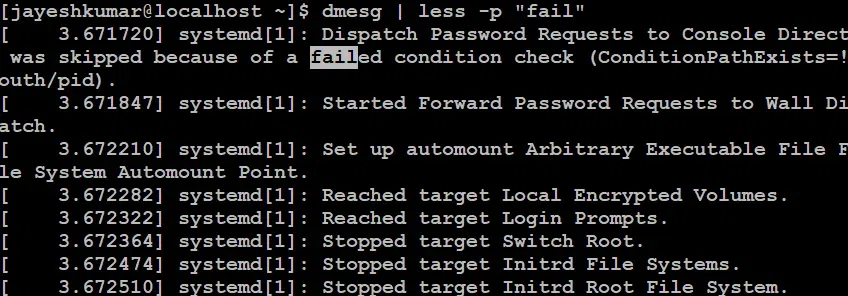 [jayeshkumar@localhost ~]$ dmesg | less -p "fail"
[    3.671720] systemd[1]: Dispatch Password Requests to Console Direct
 was skipped because of a failed condition check (ConditionPathExists=!
outh/pid).
[    3.671847] systemd[1]: Started Forward Password Requests to Wall Di
atch.
[    3.672210] systemd[1]: Set up automount Arbitrary Executable File F
le System Automount Point.
[    3.672282] systemd[1]: Reached target Local Encrypted Volumes.
[    3.672322] systemd[1]: Reached target Login Prompts.
[    3.672364] systemd[1]: Stopped target Switch Root.
[    3.672474] systemd[1]: Stopped target Initrd File Systems.
[    3.672510] systemd[1]: Stopped target Initrd Root File System.